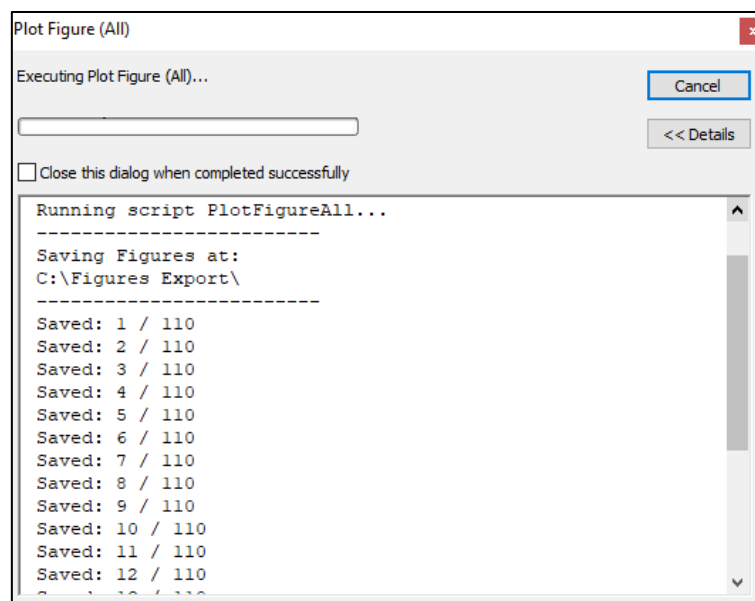 Plot Figure (All)
Executing Plot Figure (All)...
Cancel
<< Details
Close this dialog when completed successfully
Running script PlotFigureAll...
-------------------------
Saving Figures at:
C:\Figures Export\
-------------------------
Saved: 1 / 110
Saved: 2 / 110
Saved: 3 / 110
Saved: 4 / 110
Saved: 5 / 110
Saved: 6 / 110
Saved: 7 / 110
Saved: 8 / 110
Saved: 9 / 110
Saved: 10 / 110
Saved: 11 / 110
Saved: 12 / 110